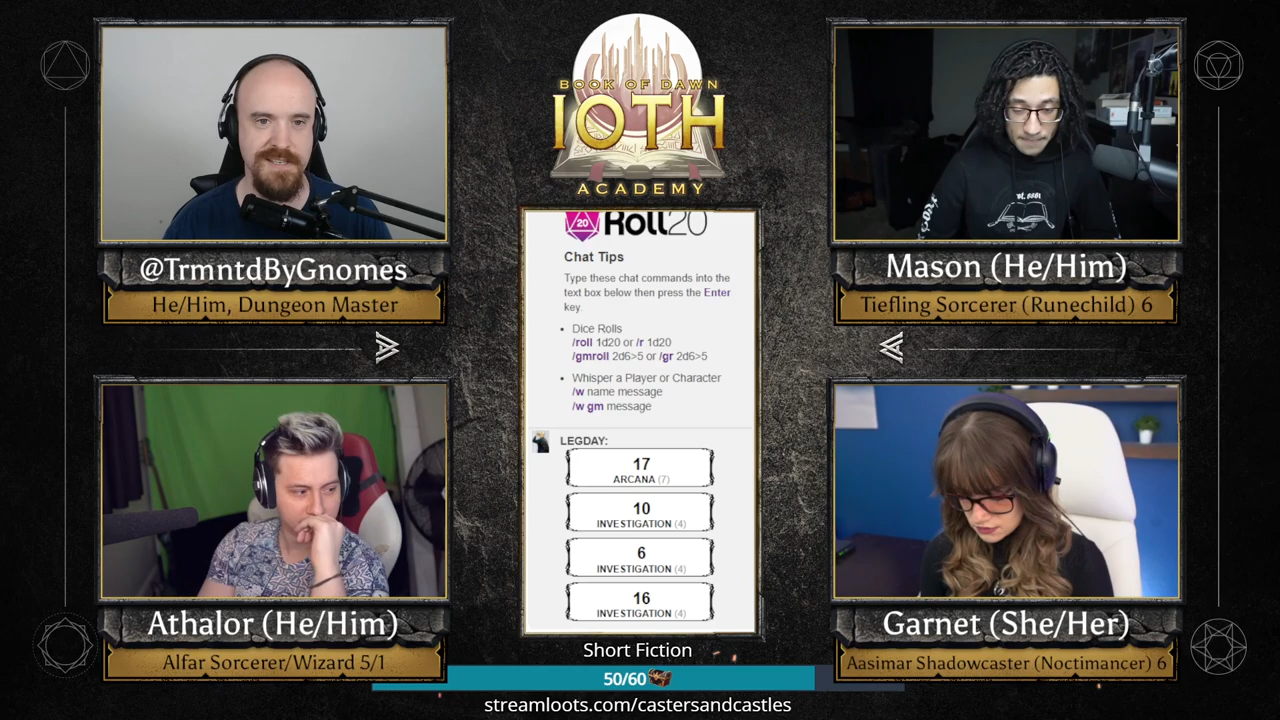 @TrmntdByGnomes
He/Him, Dungeon Master
Athalor (He/Him)
Alfar Sorcerer/Wizard 5/1
BOOK OF DAWN
IOTH
ACADEMY
20 Roll20
Chat Tips
Type these chat commands into the
text box below then press the Enter
key.
• Dice Rolls
/roll 1d20 or /r 1d20
/gmroll 2d6>5 or /gr 2d6>5
• Whisper a Player or Character
/w name message
/w gm message
LEGDAY:
17
ARCANA (7)
10
INVESTIGATION (4)
6
INVESTIGATION (4)
16
INVESTIGATION (4)
Short Fiction
50/60
streamloots.com/castersandcastles
Mason (He/Him)
Tiefling Sorcerer (Runechild) 6
Garnet (She/Her)
Aasimar Shadowcaster (Noctimancer) 6